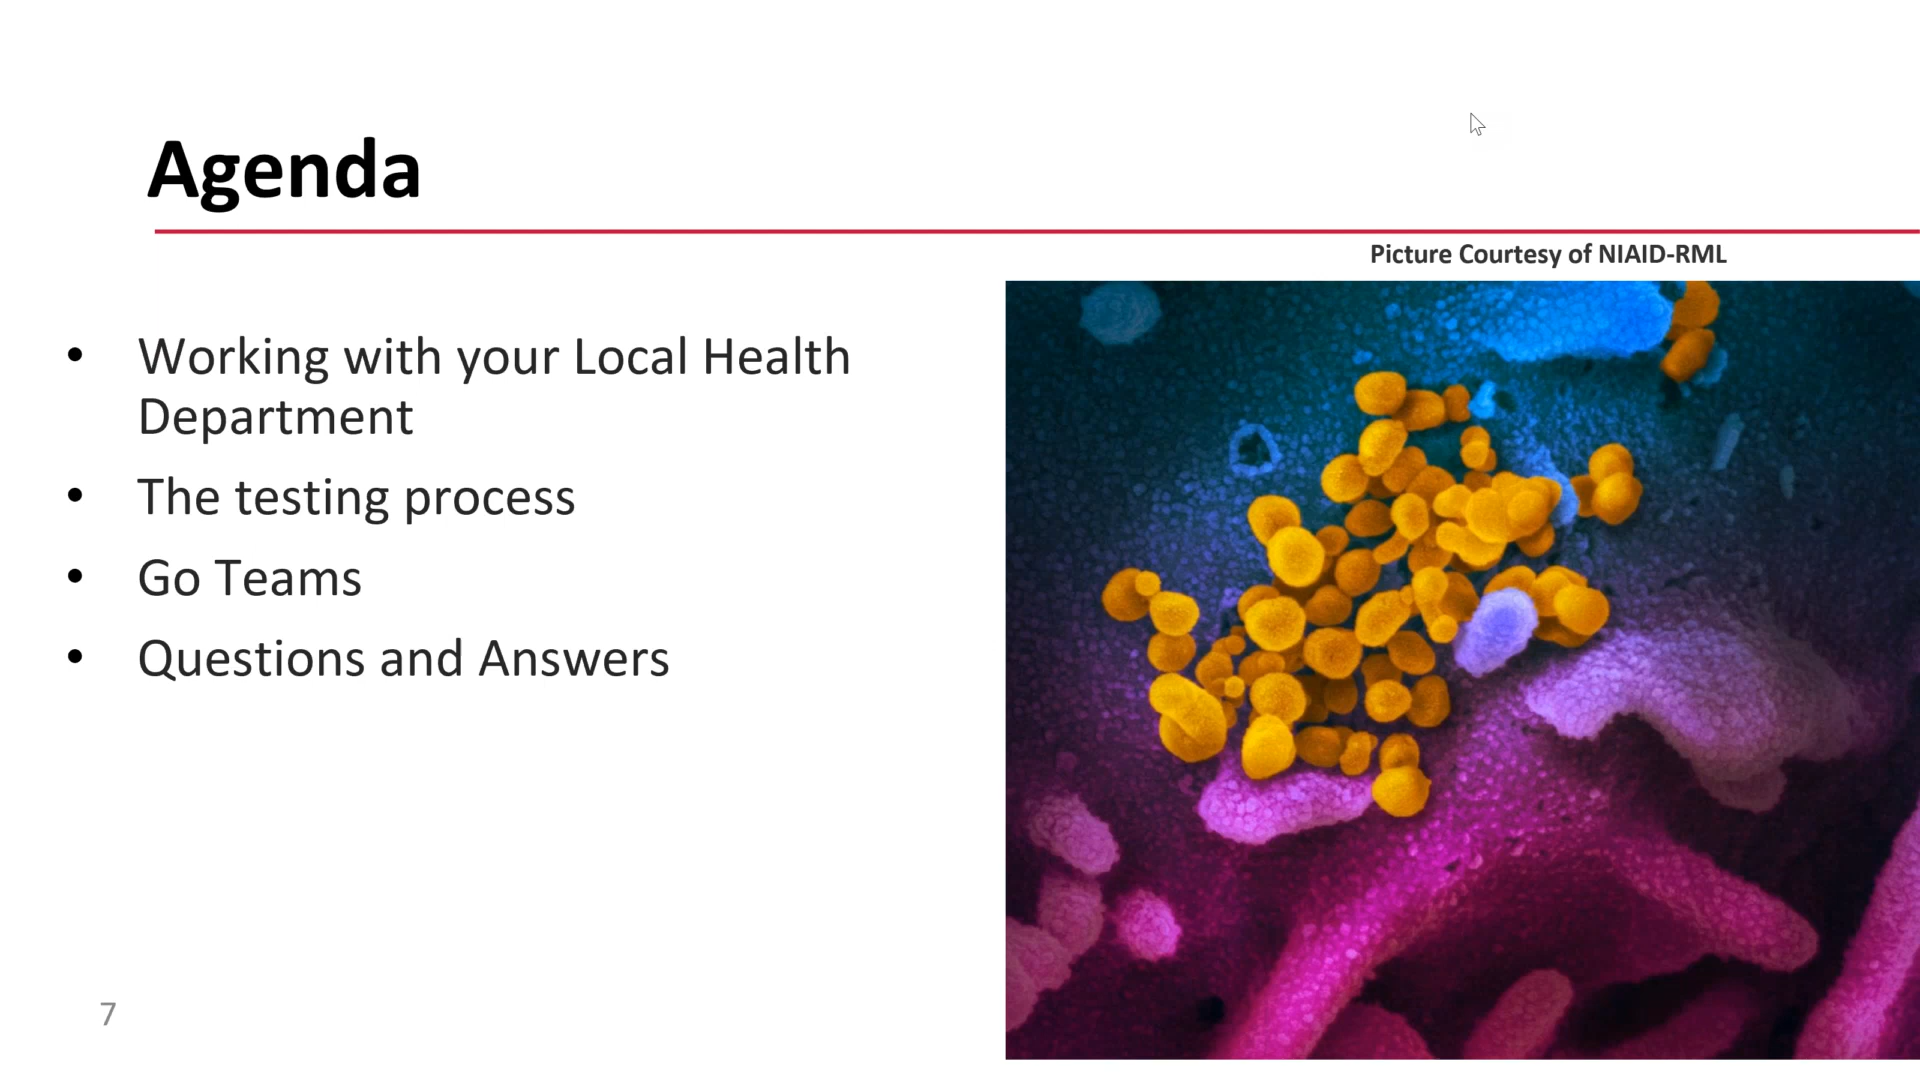 Agenda
Picture Courtesy of NIAID-RML
• Working with your Local Health
Department
• The testing process
• Go Teams
• Questions and Answers
7